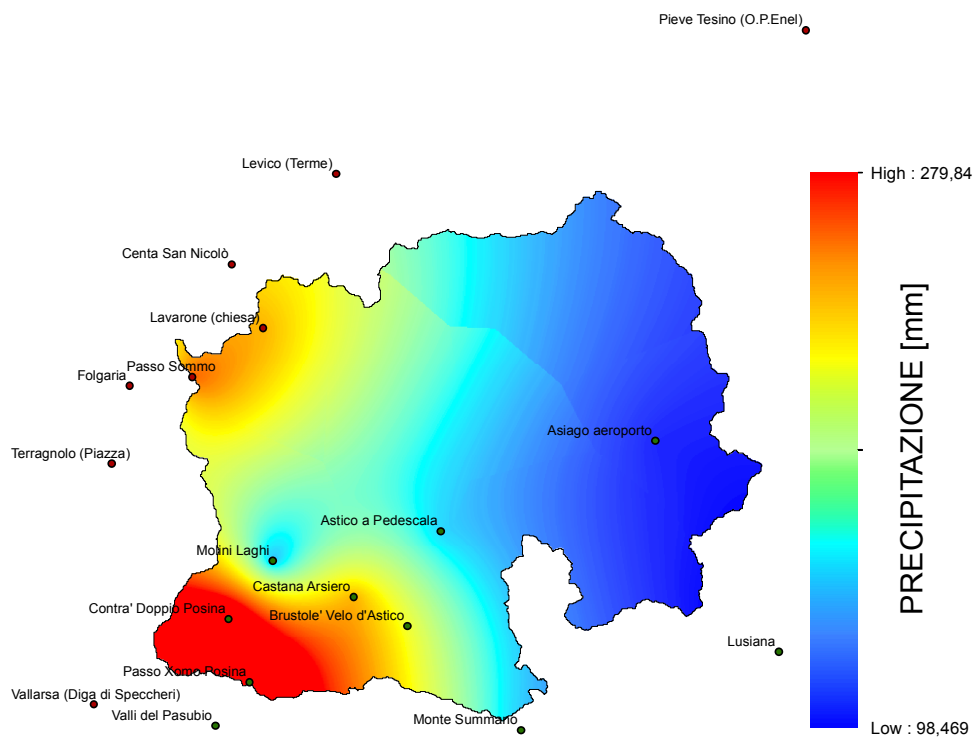 Pieve Tesino (O.P.Enel)
Levico (Terme)
High : 279,84
Centa San Nicolò
Lavarone (chiesa)
Passo Sommo
Folgaria
Asiago aeroporto
Terragnolo (Piazza)
PRECIPITAZIONE [mm]
Astico a Pedescala
Molini Laghi
Castana Arsiero
Contra' Doppio Posina
Brustole' Velo d'Astico
Lusiana
Passo Xomo Posina
Vallarsa (Diga di Speccheri)
Valli del Pasubio
Monte Summano
Low : 98,469